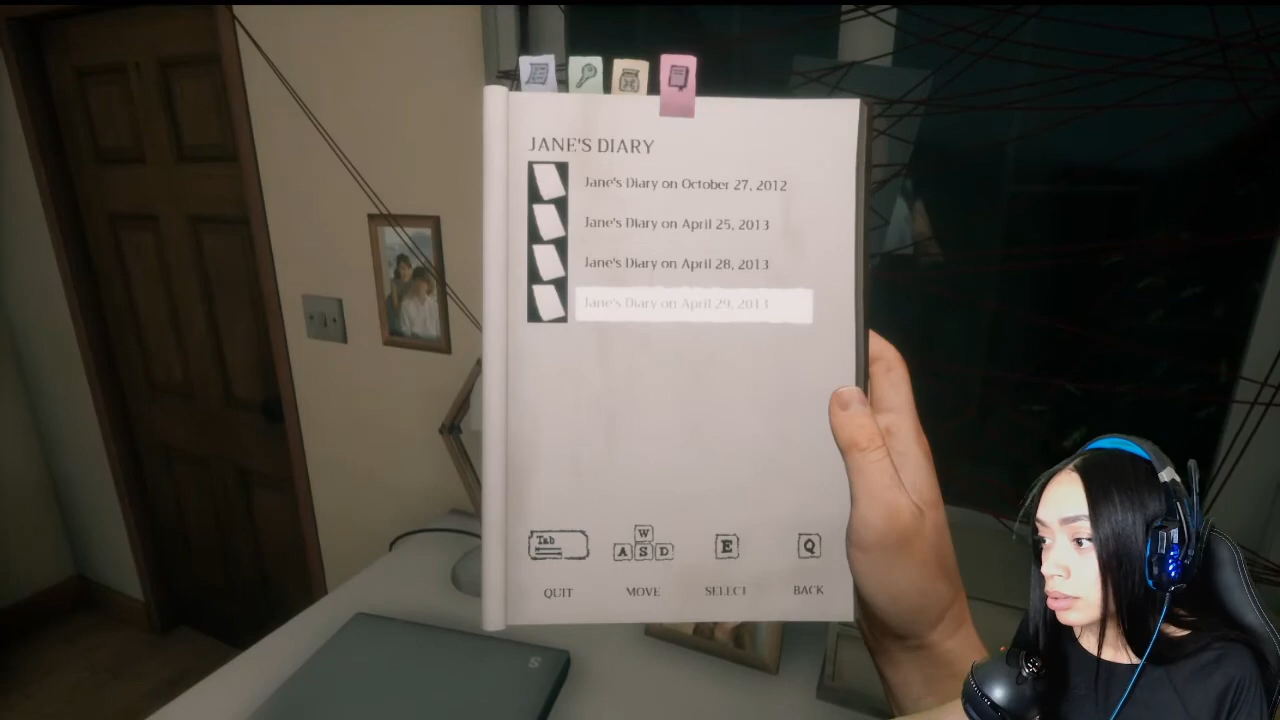 JANE'S DIARY
Jane's Diary on October 27, 2012
Jane's Diary on April 25, 2013
Jane's Diary on April 28, 2013
Jane's Diary on April 29, 2013
Tab W A S D E Q
QUIT MOVE SELECT BACK
S